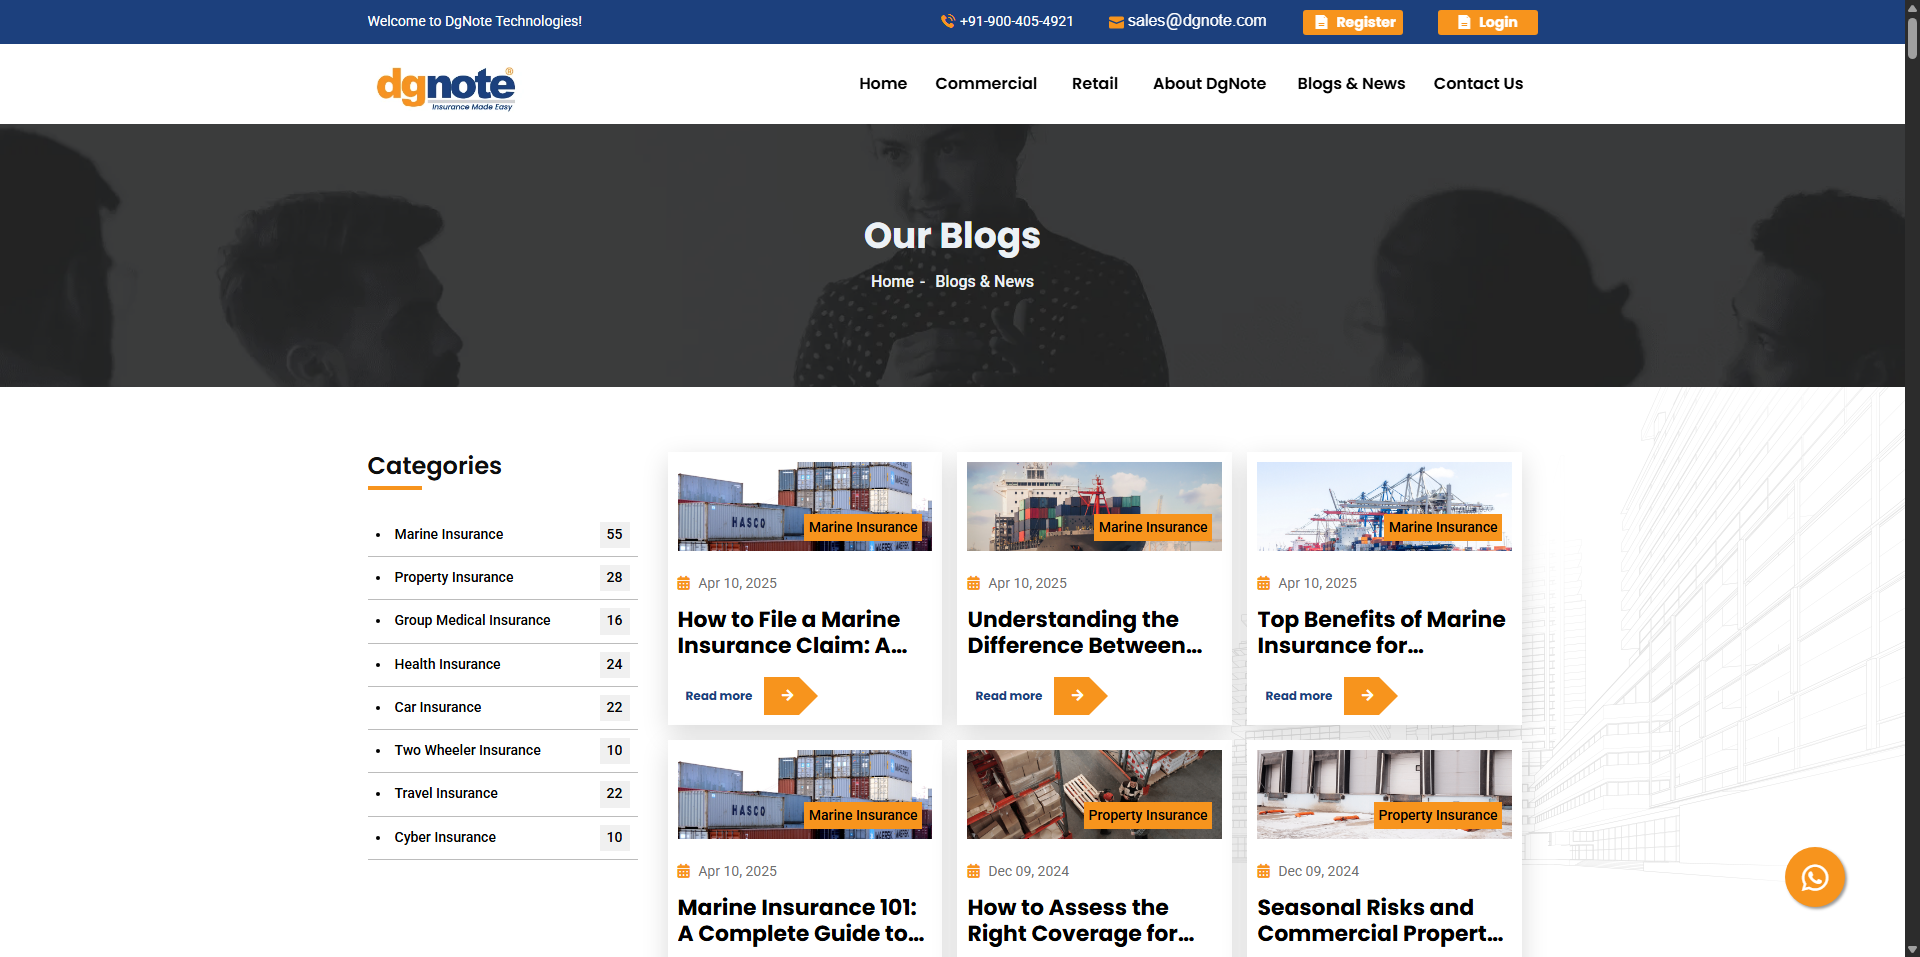 Welcome to DgNote Technologies!
+91-900-405-4921
sales@dgnote.com
Register
Login
dgnote®
Insurance Made Easy
Home
Commercial
Retail
About DgNote
Blogs & News
Contact Us
Our Blogs
Home - Blogs & News
Categories
Marine Insurance 55
Property Insurance 28
Group Medical Insurance 16
Health Insurance 24
Car Insurance 22
Two Wheeler Insurance 10
Travel Insurance 22
Cyber Insurance 10
HASCO
Marine Insurance
Apr 10, 2025
How to File a Marine
Insurance Claim: A...
Read more
Marine Insurance
Apr 10, 2025
Understanding the
Difference Between...
Read more
Marine Insurance
Apr 10, 2025
Top Benefits of Marine
Insurance for...
Read more
HASCO
Marine Insurance
Apr 10, 2025
Marine Insurance 101:
A Complete Guide to...
Property Insurance
Dec 09, 2024
How to Assess the
Right Coverage for...
Property Insurance
Dec 09, 2024
Seasonal Risks and
Commercial Propert...